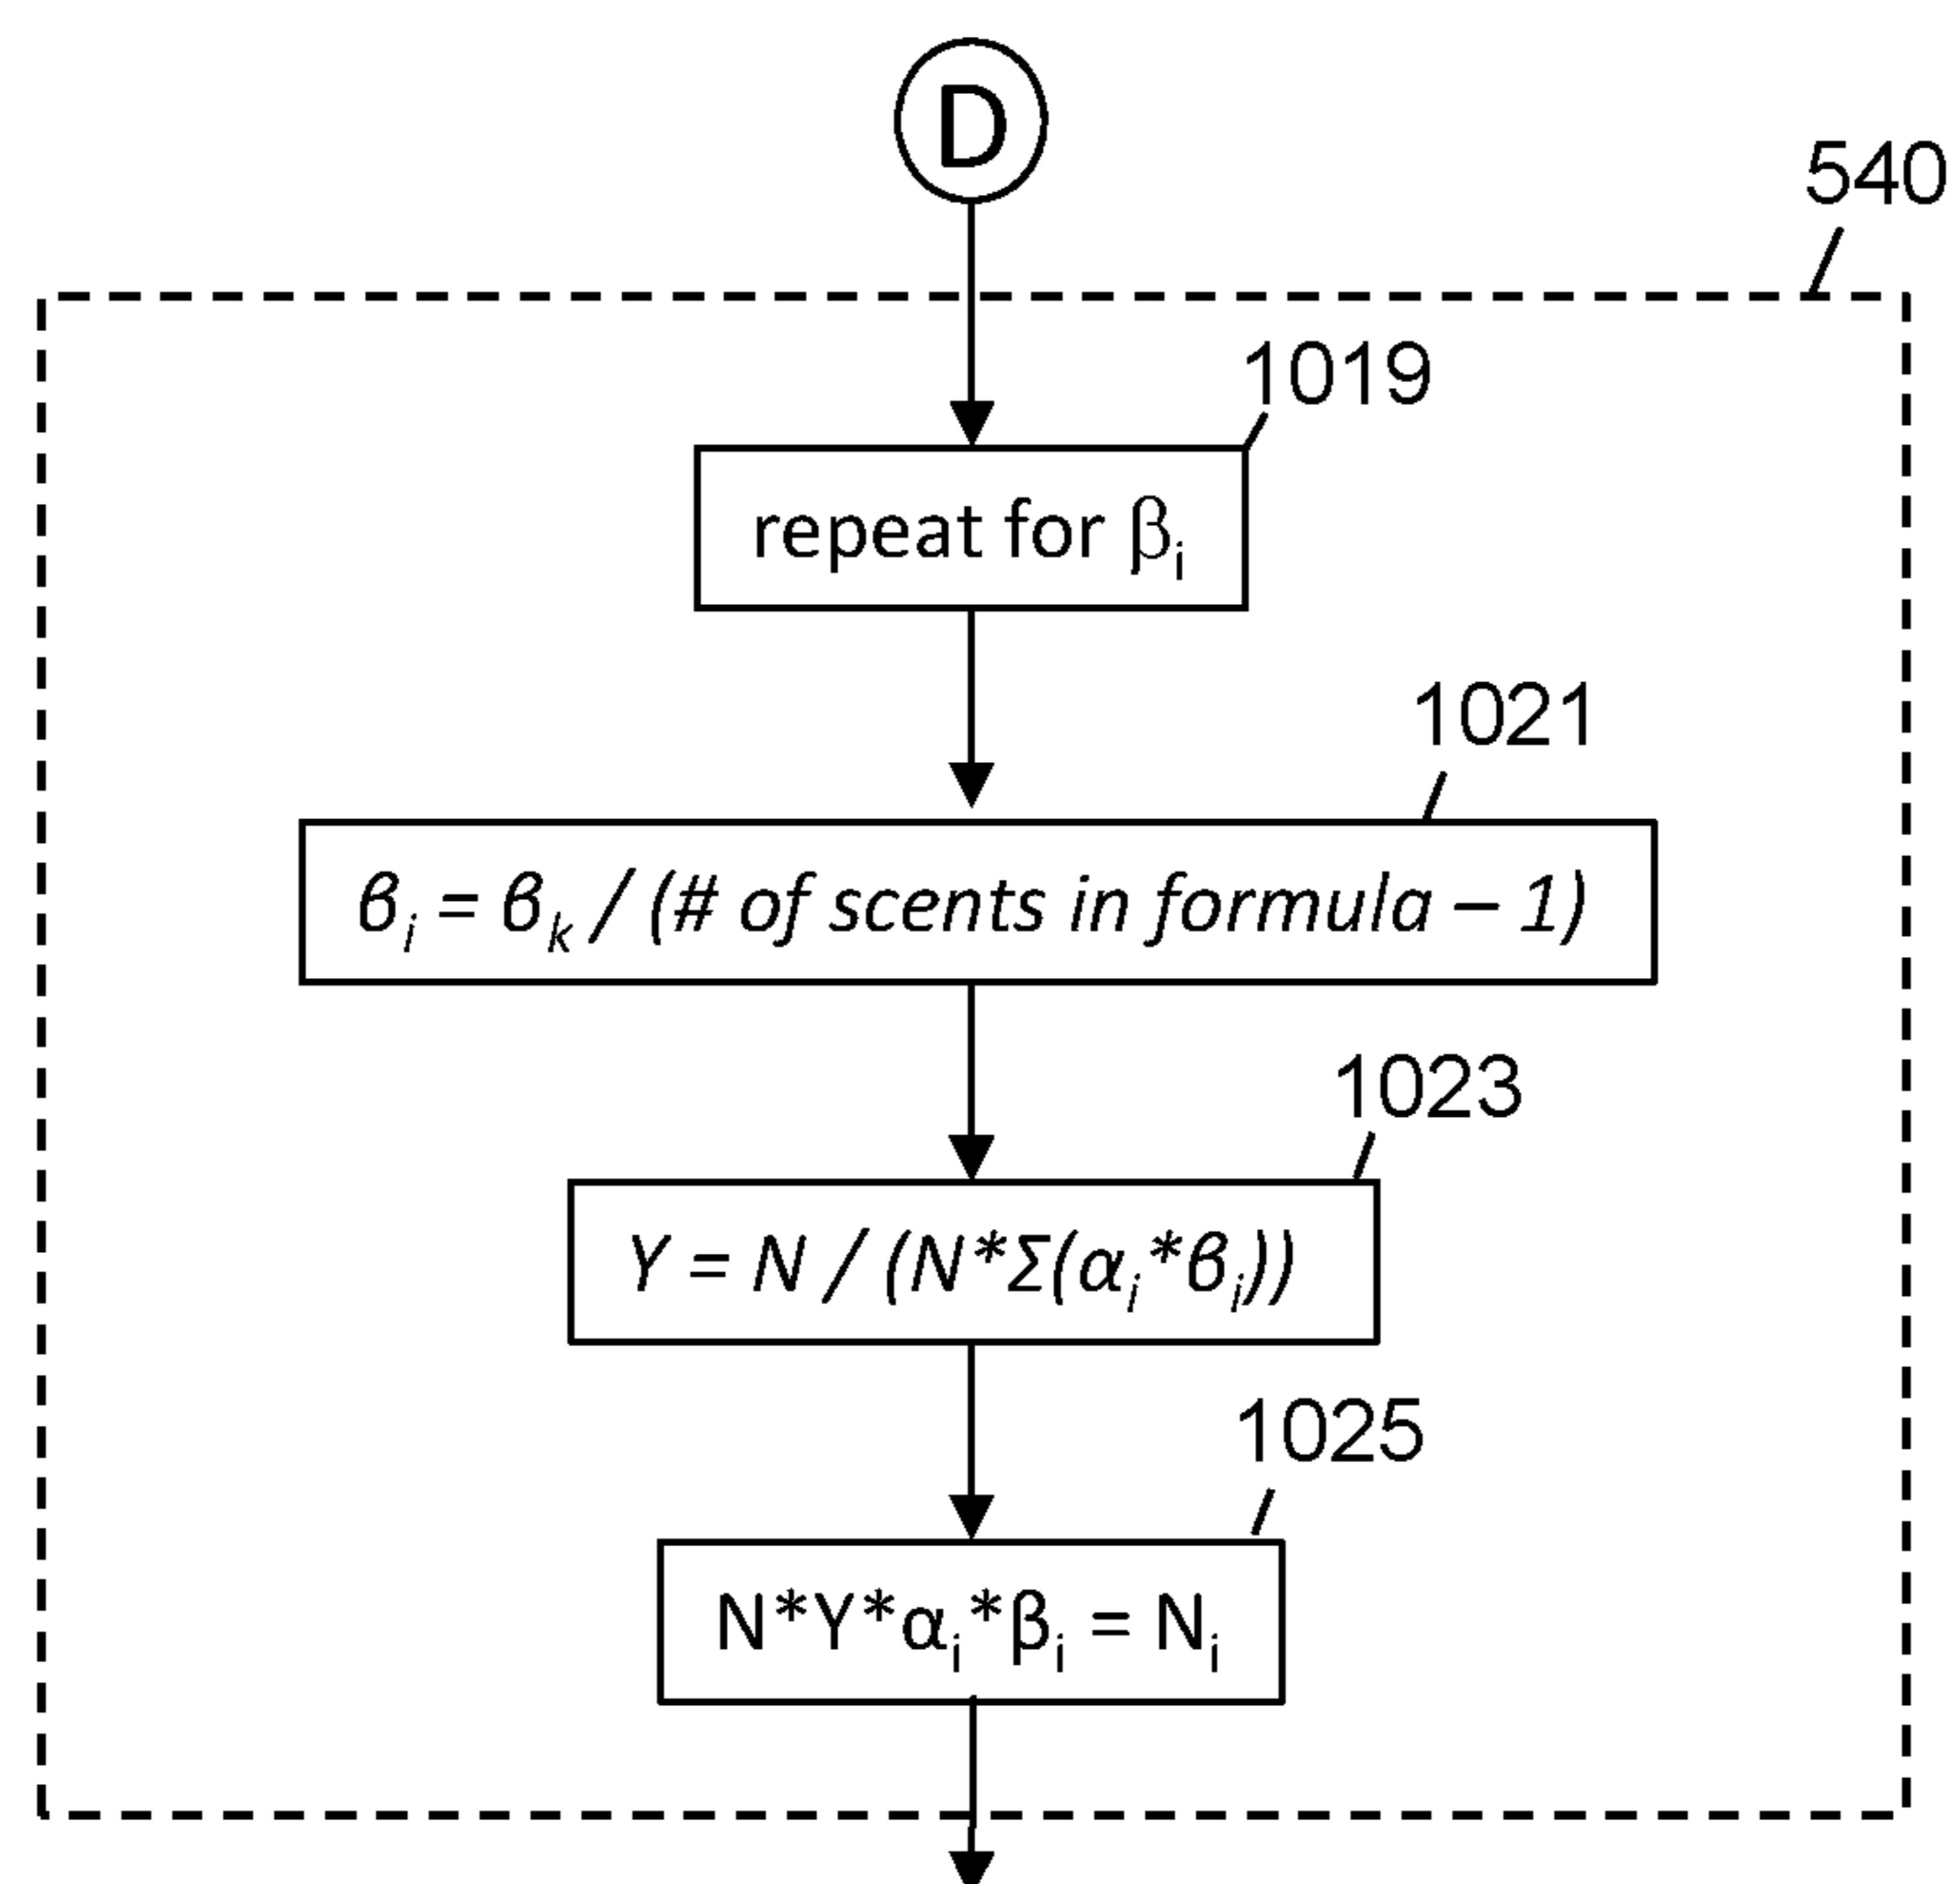 D
540
1019
repeat for βᵢ
1021
βᵢ = βₖ / (# of scents in formula – 1)
1023
Y = N / (N*Σ(αᵢ*βᵢ))
1025
N*Y*αᵢ*βᵢ = Nᵢ